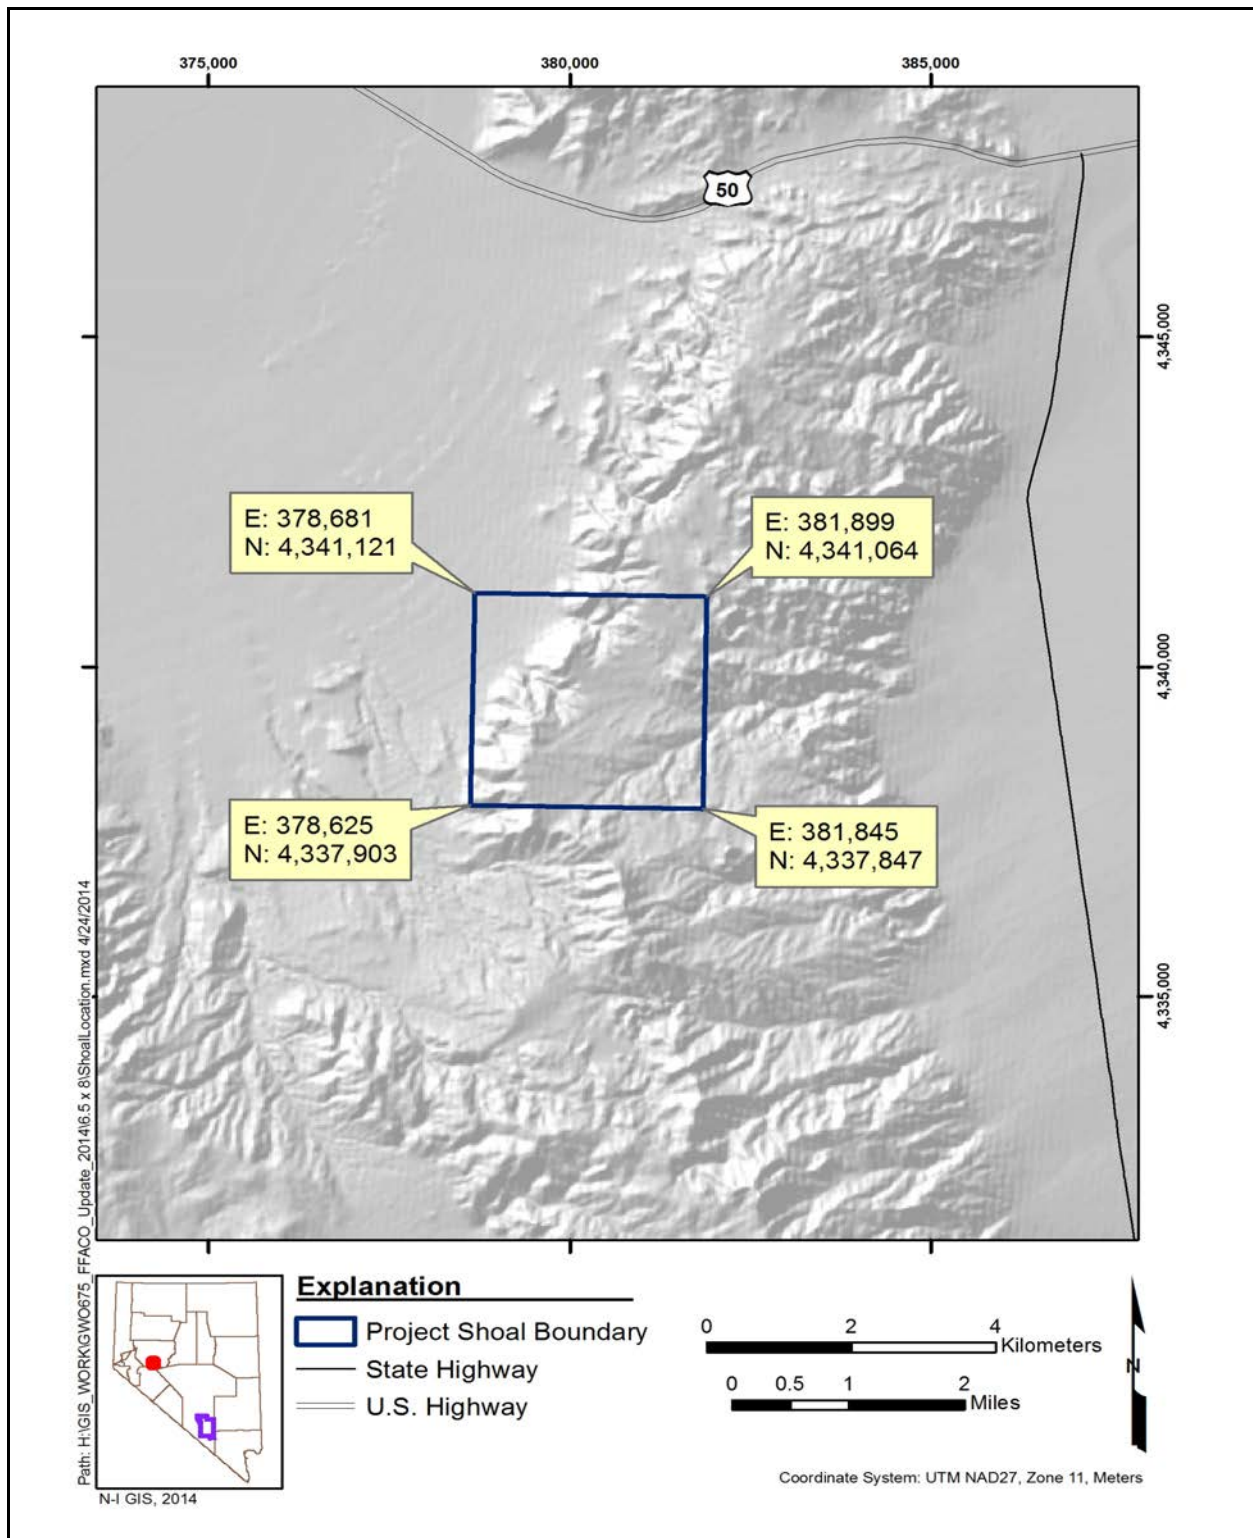 375,000
380,000
385,000
50
4,345,000
E: 378,681
N: 4,341,121
E: 381,899
N: 4,341,064
4,340,000
E: 378,625
N: 4,337,903
E: 381,845
N: 4,337,847
4,335,000
Path: H:\GIS_WORK\GWO675_FFACO_Update_2014\6.5 x 8\ShoalLocation.mxd 4/24/2014
Explanation
Project Shoal Boundary
State Highway
U.S. Highway
0 2 4
Kilometers
0 0.5 1 2
Miles
N
N-I GIS, 2014
Coordinate System: UTM NAD27, Zone 11, Meters